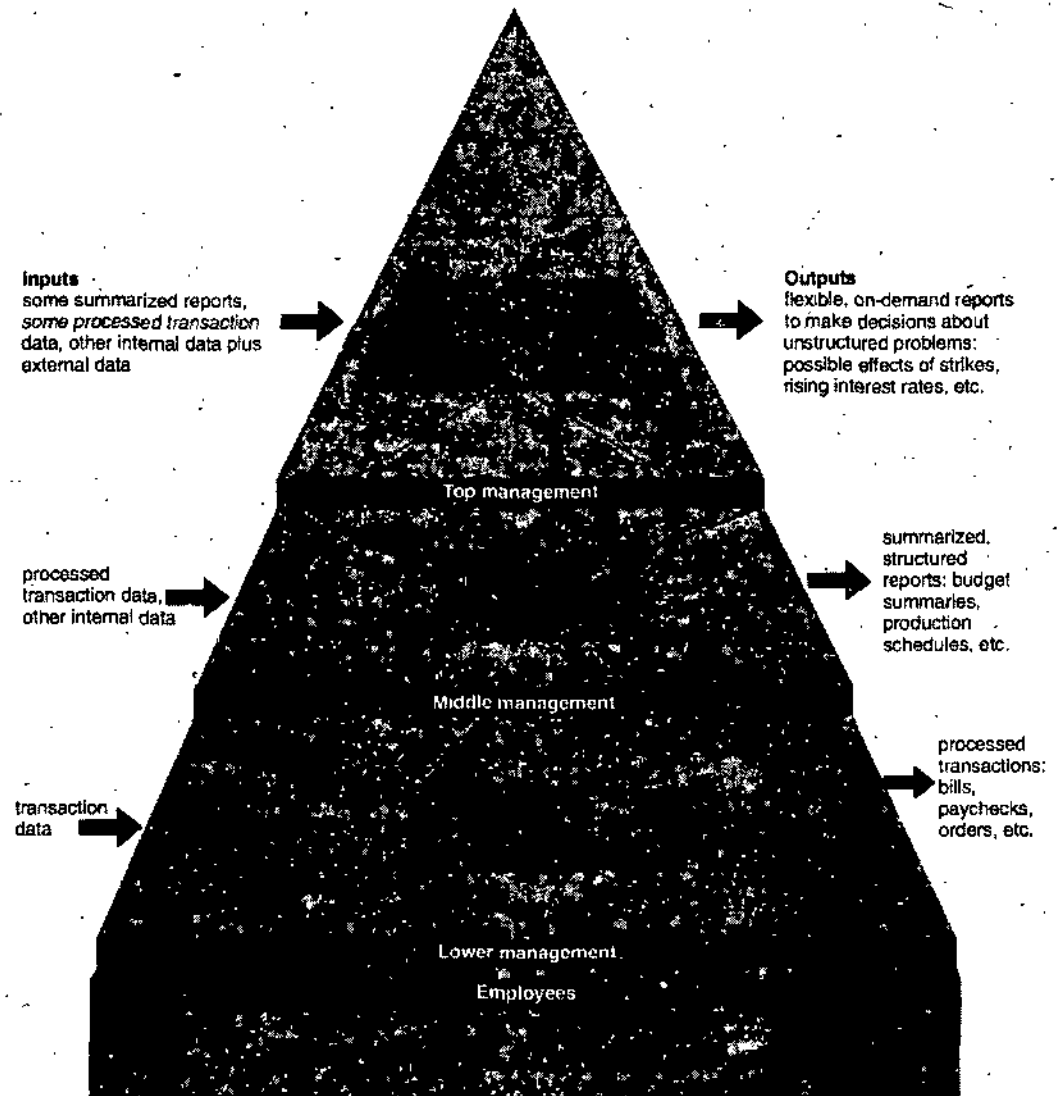 Inputs
some summarized reports,
some processed transaction
data, other internal data plus
external data
Outputs
flexible, on-demand reports
to make decisions about
unstructured problems:
possible effects of strikes,
rising interest rates, etc.
Top management
processed
transaction data,
other internal data
summarized,
structured
reports: budget
summaries,
production
schedules, etc.
Middle management
transaction
data
processed
transactions:
bills,
paychecks,
orders, etc.
Lower management
Employees